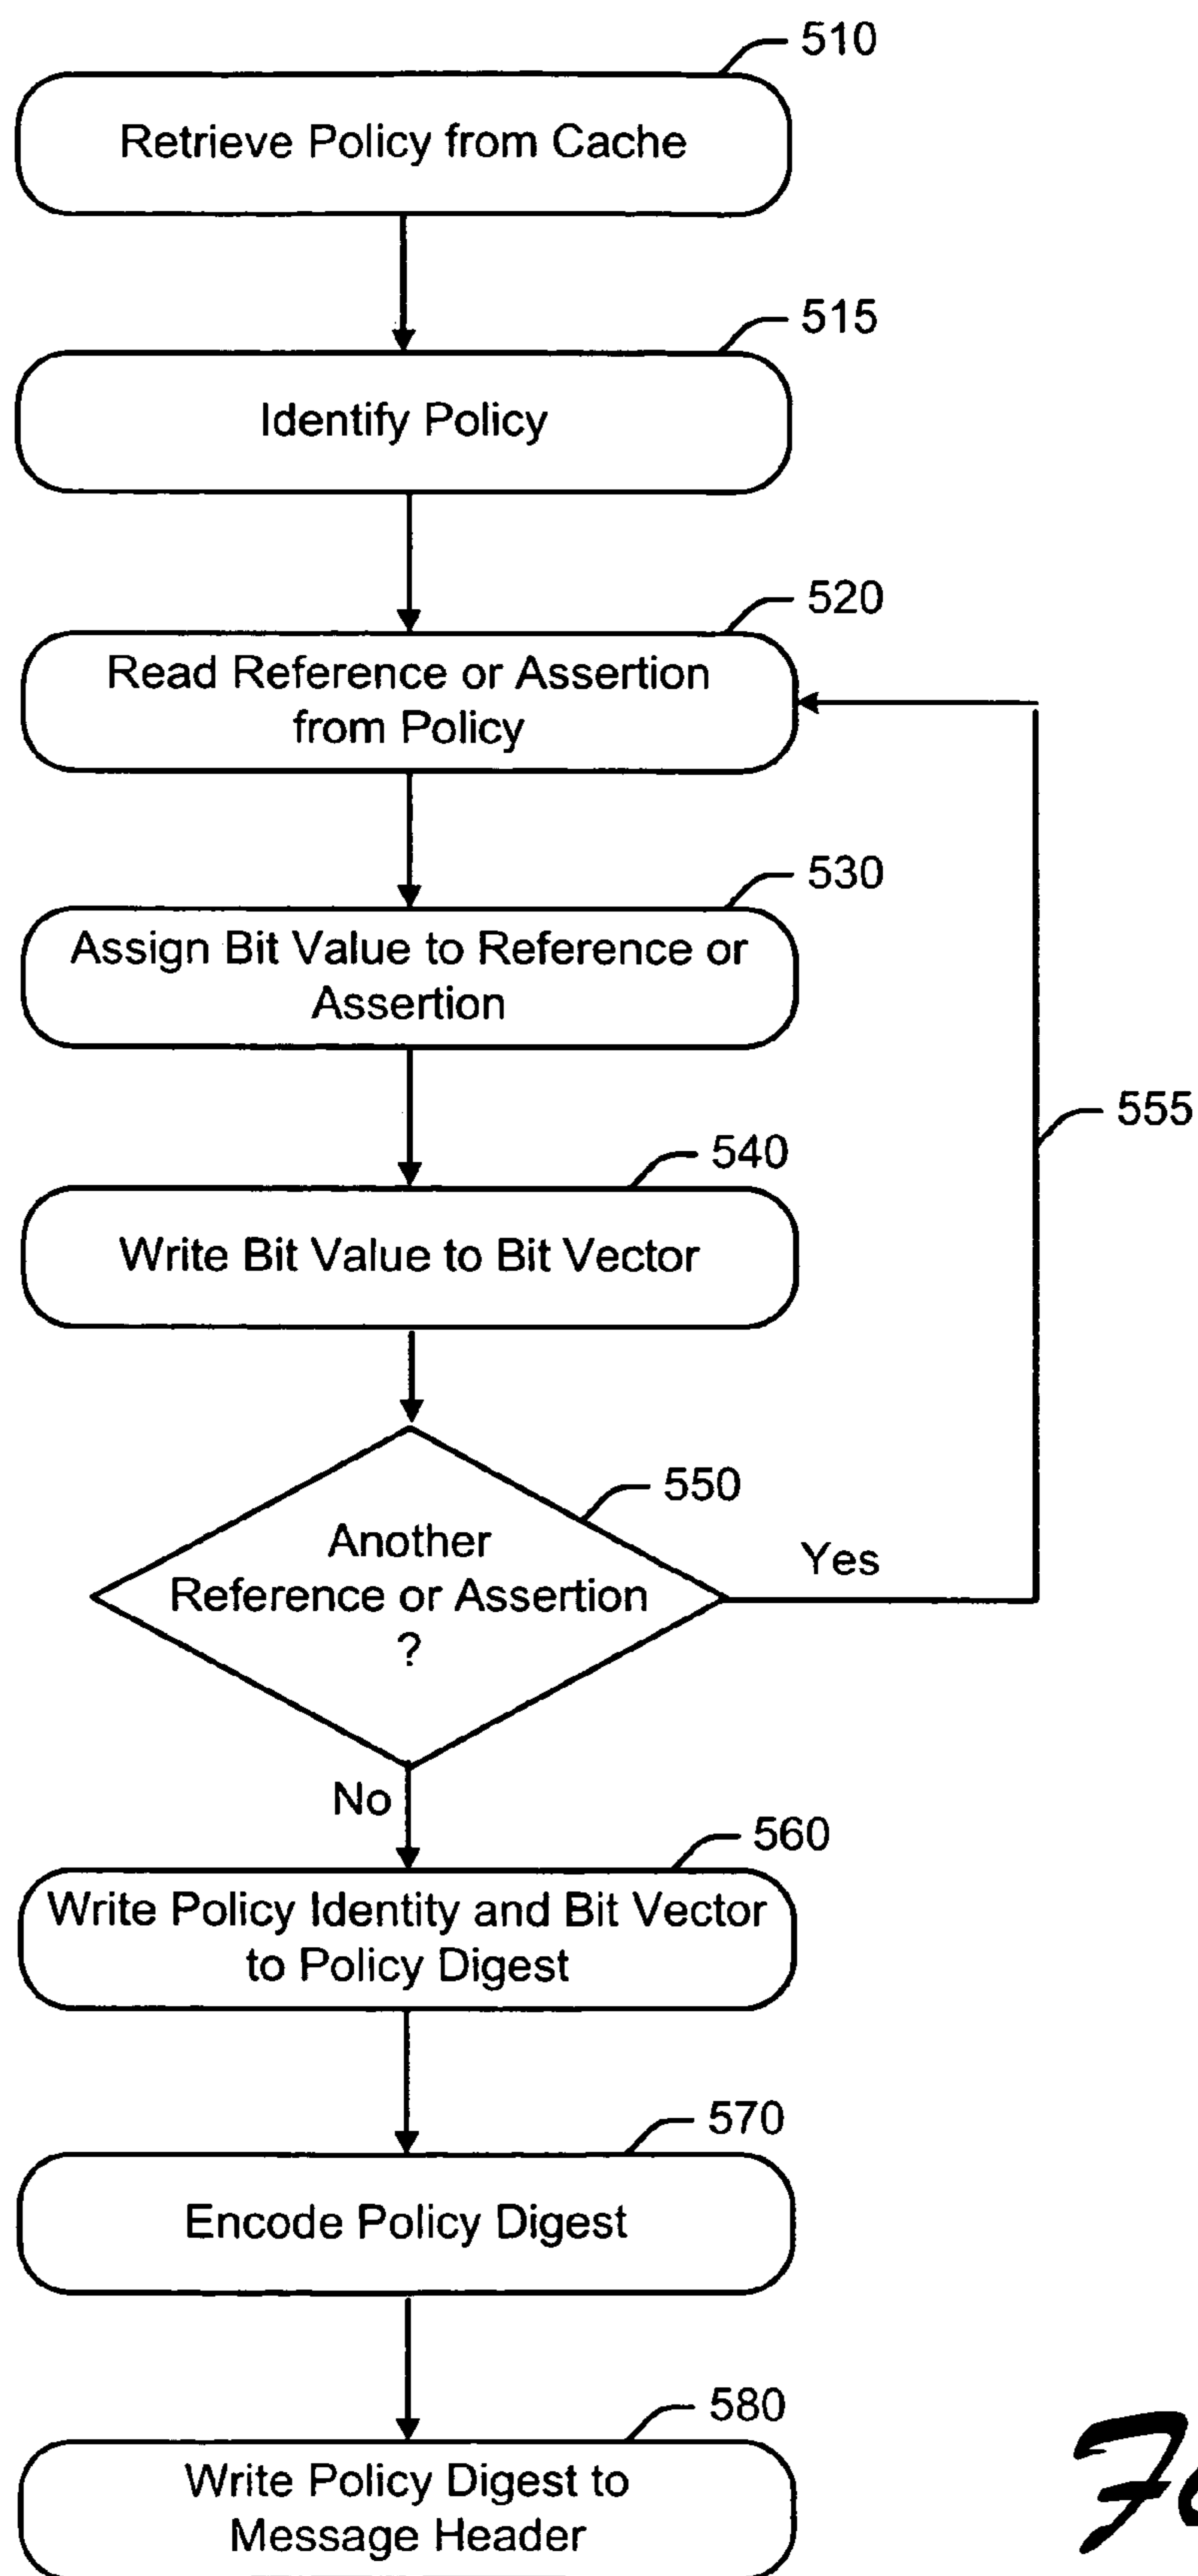 510
Retrieve Policy from Cache
515
Identify Policy
520
Read Reference or Assertion
from Policy
530
Assign Bit Value to Reference or
Assertion
555
540
Write Bit Value to Bit Vector
550
Another
Reference or Assertion
?
Yes
No
560
Write Policy Identity and Bit Vector
to Policy Digest
570
Encode Policy Digest
580
Write Policy Digest to
Message Header